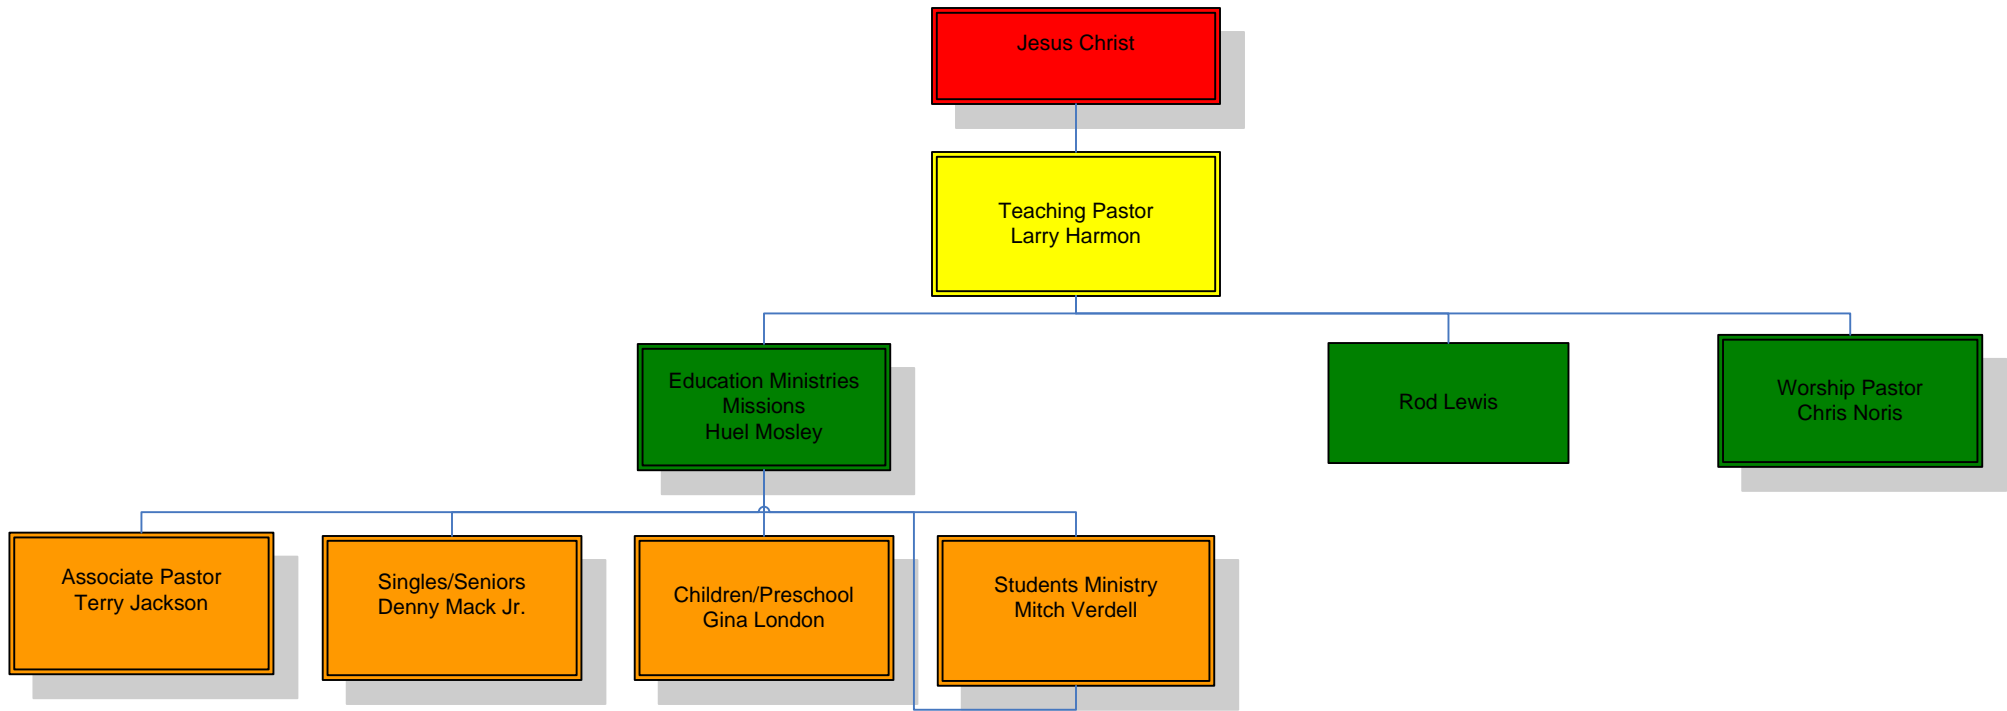 Jesus Christ
Teaching Pastor
Larry Harmon
Education Ministries
Missions
Huel Mosley
Rod Lewis
Worship Pastor
Chris Noris
Associate Pastor
Terry Jackson
Singles/Seniors
Denny Mack Jr.
Children/Preschool
Gina London
Students Ministry
Mitch Verdell